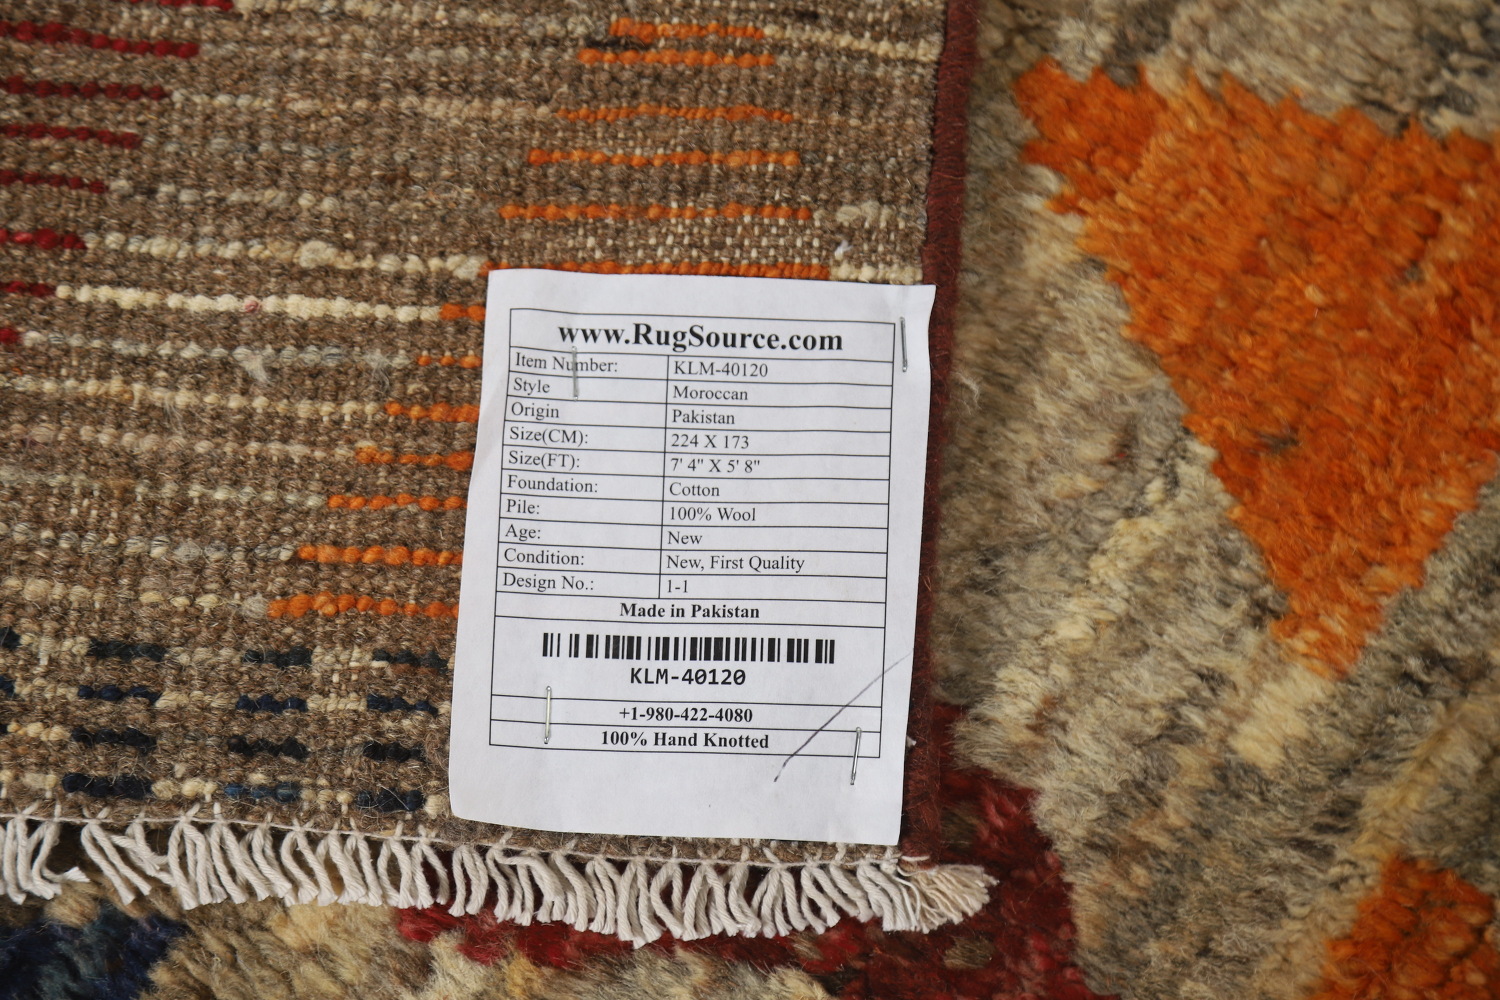 www.RugSource.com
Item Number: KLM-40120
Style Moroccan
Origin Pakistan
Size(CM): 224 X 173
Size(FT): 7' 4" X 5' 8"
Foundation: Cotton
Pile: 100% Wool
Age: New
Condition: New, First Quality
Design No.: 1-1
Made in Pakistan
KLM-40120
+1-980-422-4080
100% Hand Knotted